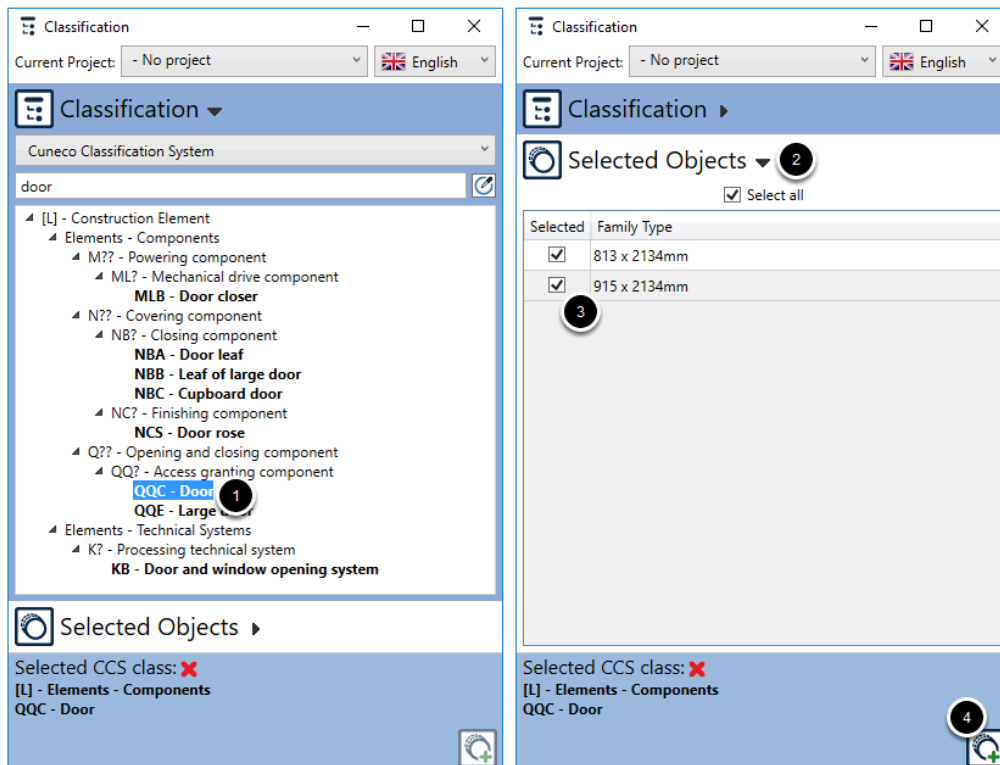 Classification
Current Project: - No project English
Classification
Cuneco Classification System
door
[L] - Construction Element
Elements - Components
M?? - Powering component
ML? - Mechanical drive component
MLB - Door closer
N?? - Covering component
NB? - Closing component
NBA - Door leaf
NBB - Leaf of large door
NBC - Cupboard door
NC? - Finishing component
NCS - Door rose
Q?? - Opening and closing component
QQ? - Access granting component
QQC - Door 1
QQE - Large door
Elements - Technical Systems
K? - Processing technical system
KB - Door and window opening system
Selected Objects
Selected CCS class:
[L] - Elements - Components
QQC - Door
Classification
Current Project: - No project English
Classification
Selected Objects 2
Select all
Selected Family Type
813 x 2134mm
915 x 2134mm
3
Selected CCS class:
[L] - Elements - Components
QQC - Door
4